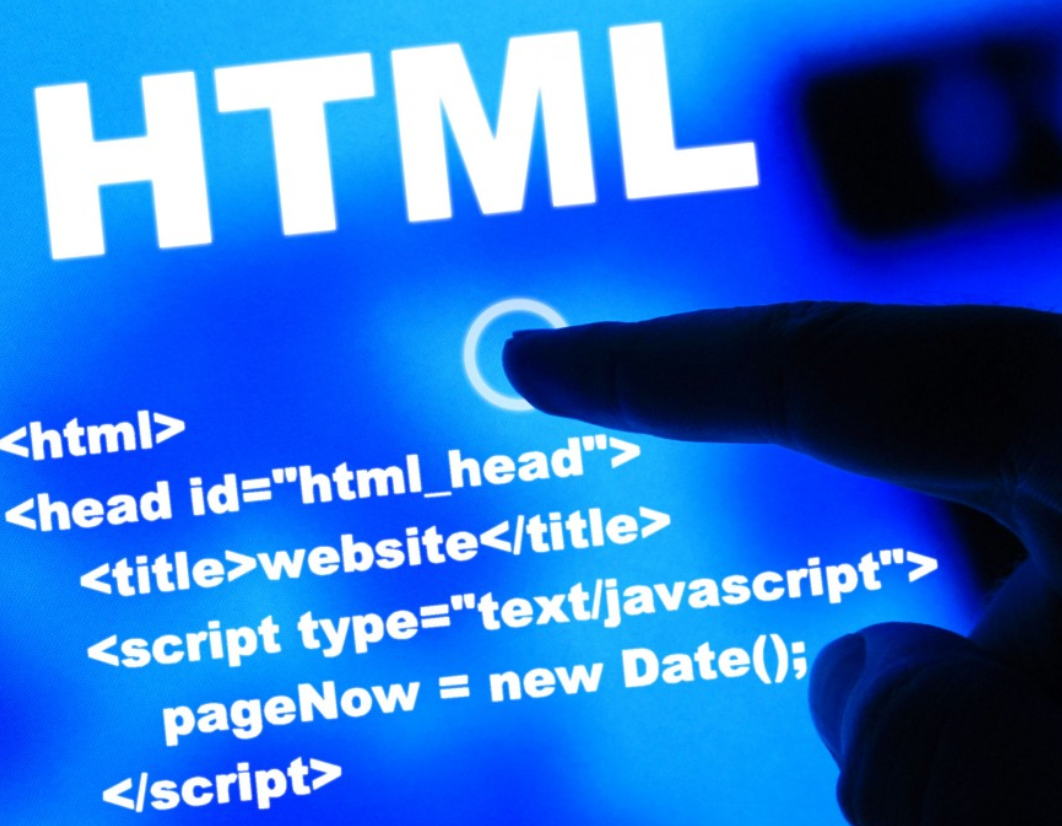 HTML
<html>
<head id="html_head">
<title>website</title>
<script type="text/javascript">
pageNow = new Date();
</script>